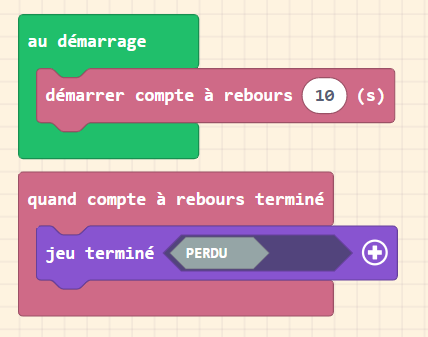 au démarrage
démarrer compte à rebours 10 (s)
quand compte à rebours terminé
jeu terminé PERDU